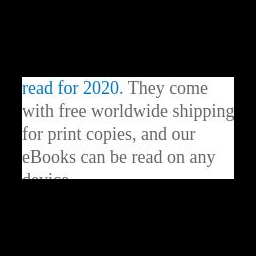 read for 2020. They come
with free worldwide shipping
for print copies, and our
eBooks can be read on any
device